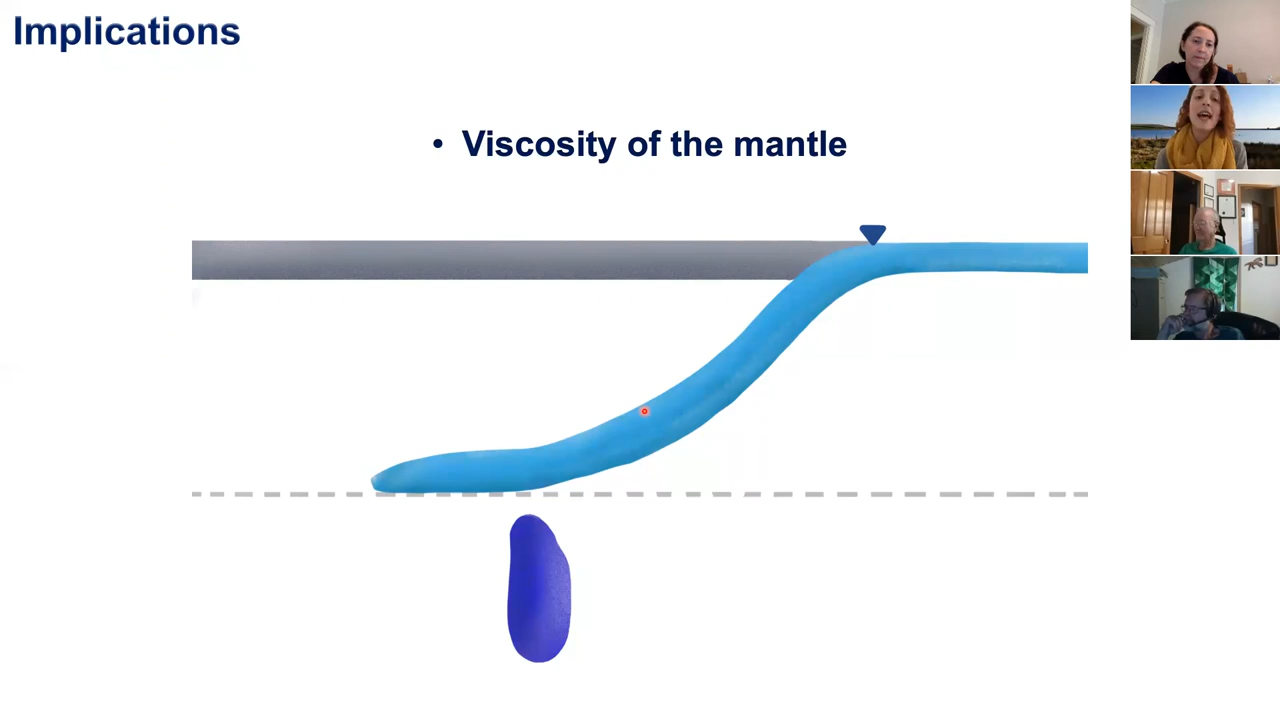 Implications
• Viscosity of the mantle